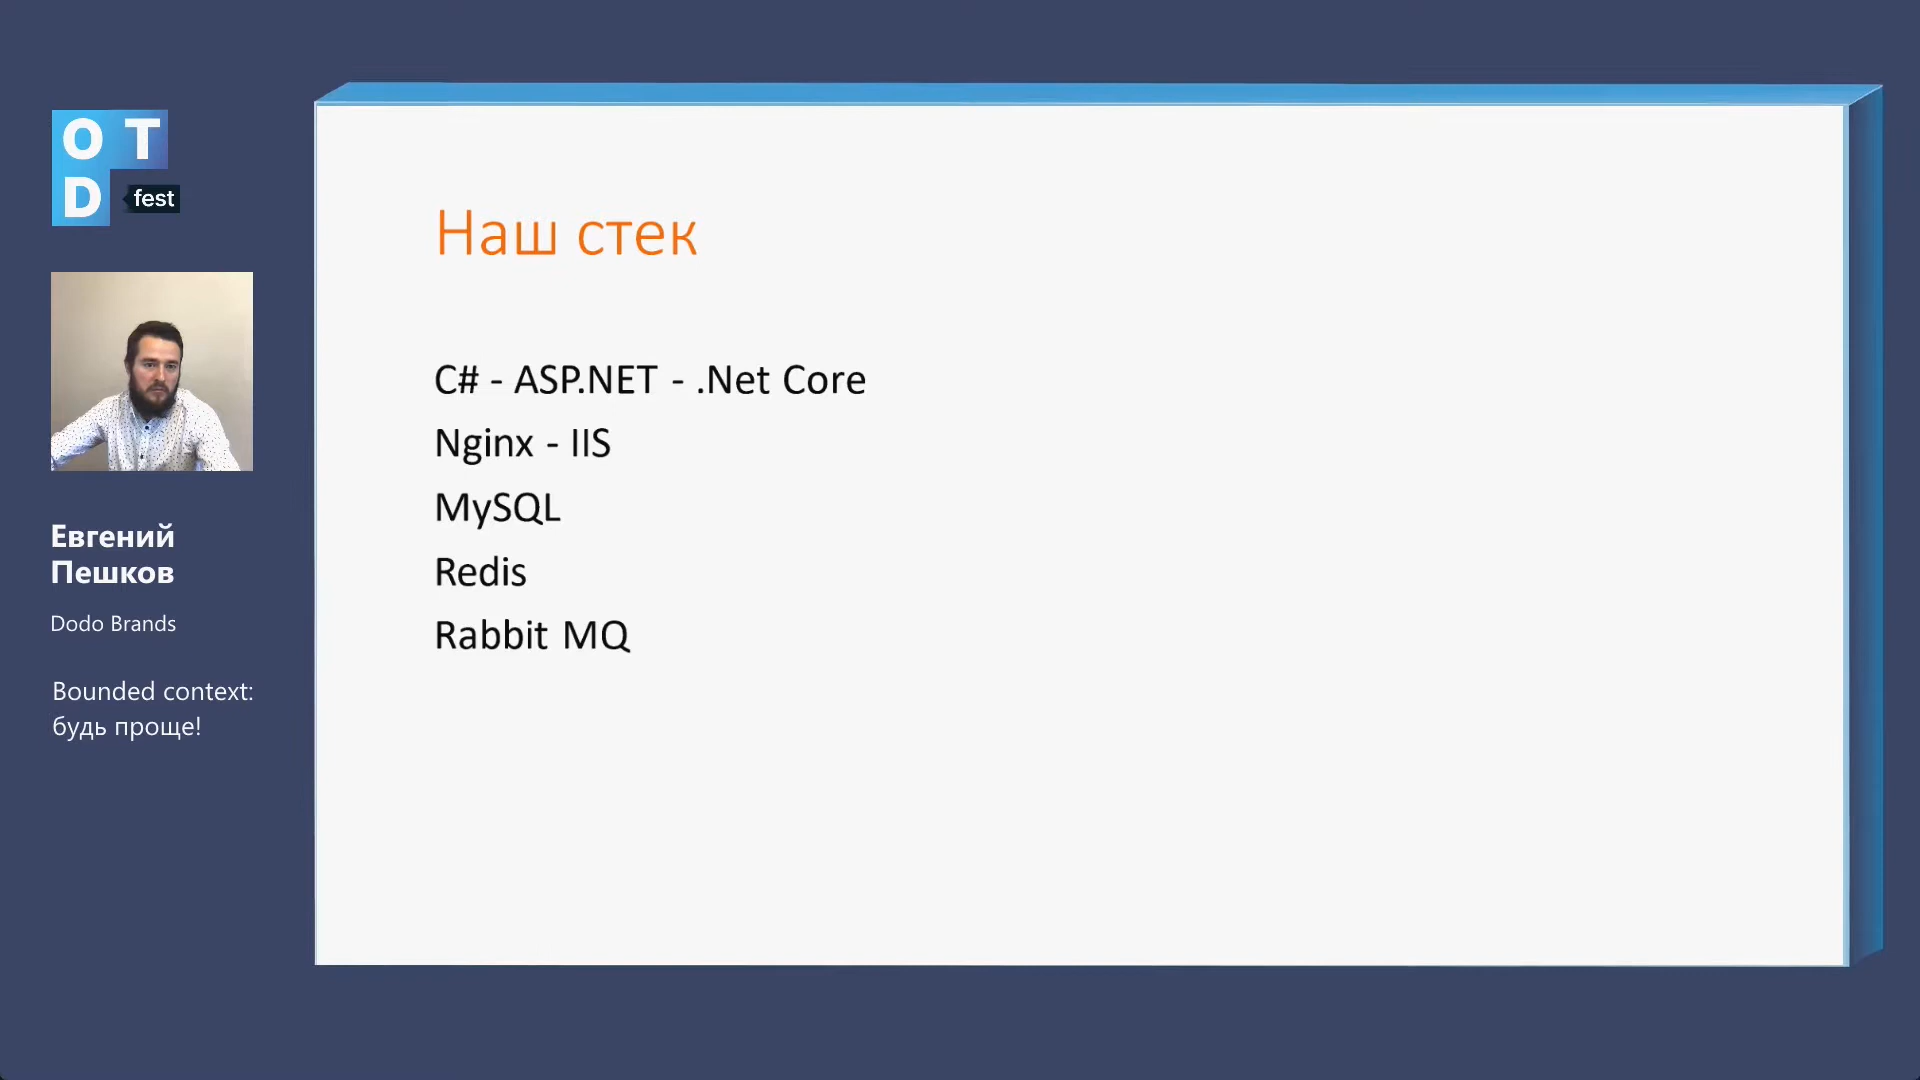 OT
D fest
Евгений
Пешков
Dodo Brands
Bounded context:
будь проще!
Наш стек
C# - ASP.NET - .Net Core
Nginx - IIS
MySQL
Redis
Rabbit MQ